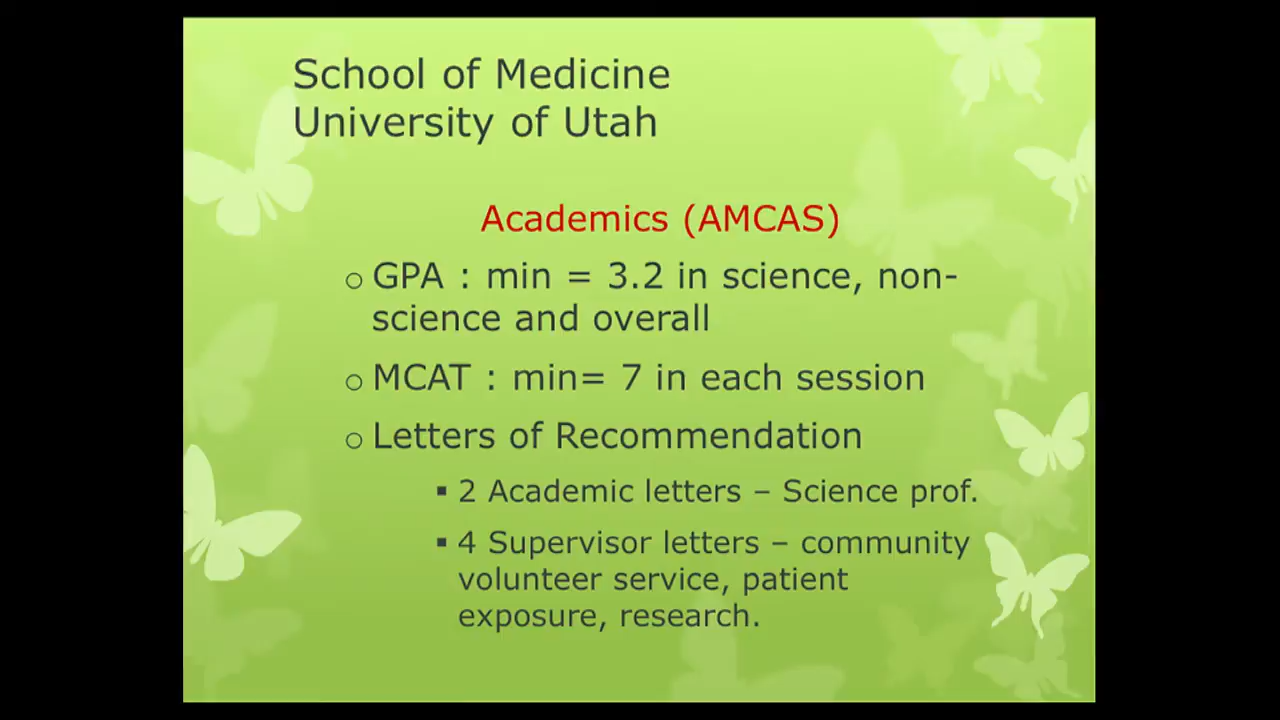 School of Medicine
University of Utah
Academics (AMCAS)
o GPA : min = 3.2 in science, non-
science and overall
o MCAT : min= 7 in each session
o Letters of Recommendation
▪ 2 Academic letters – Science prof.
▪ 4 Supervisor letters – community
volunteer service, patient
exposure, research.